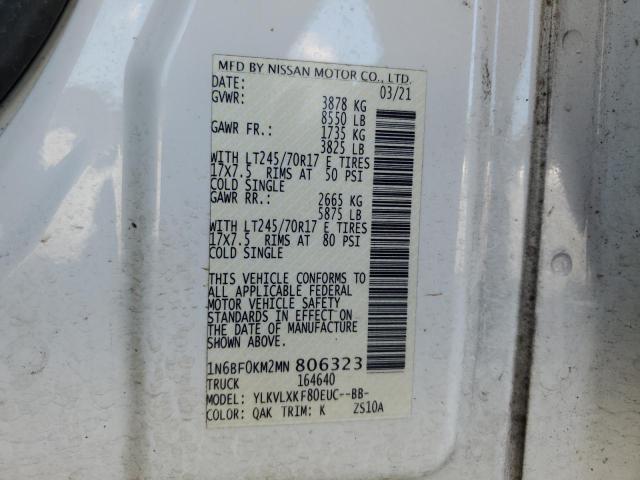 MFD BY NISSAN MOTOR CO., LTD.
DATE: 03/21
GVWR: 3878 KG
8550 LB
GAWR FR.: 1735 KG
3825 LB
WITH LT245/70R17 E TIRES
17X7.5 RIMS AT 50 PSI
COLD SINGLE
GAWR RR.: 2665 KG
5875 LB
WITH LT245/70R17 E TIRES
17X7.5 RIMS AT 80 PSI
COLD SINGLE
THIS VEHICLE CONFORMS TO
ALL APPLICABLE FEDERAL
MOTOR VEHICLE SAFETY
STANDARDS IN EFFECT ON
THE DATE OF MANUFACTURE
SHOWN ABOVE.
1N6BF0KM2MN 806323
TRUCK 164640
MODEL: YLKVLXKF80EUC--BB-
COLOR: QAK TRIM: K ZS10A